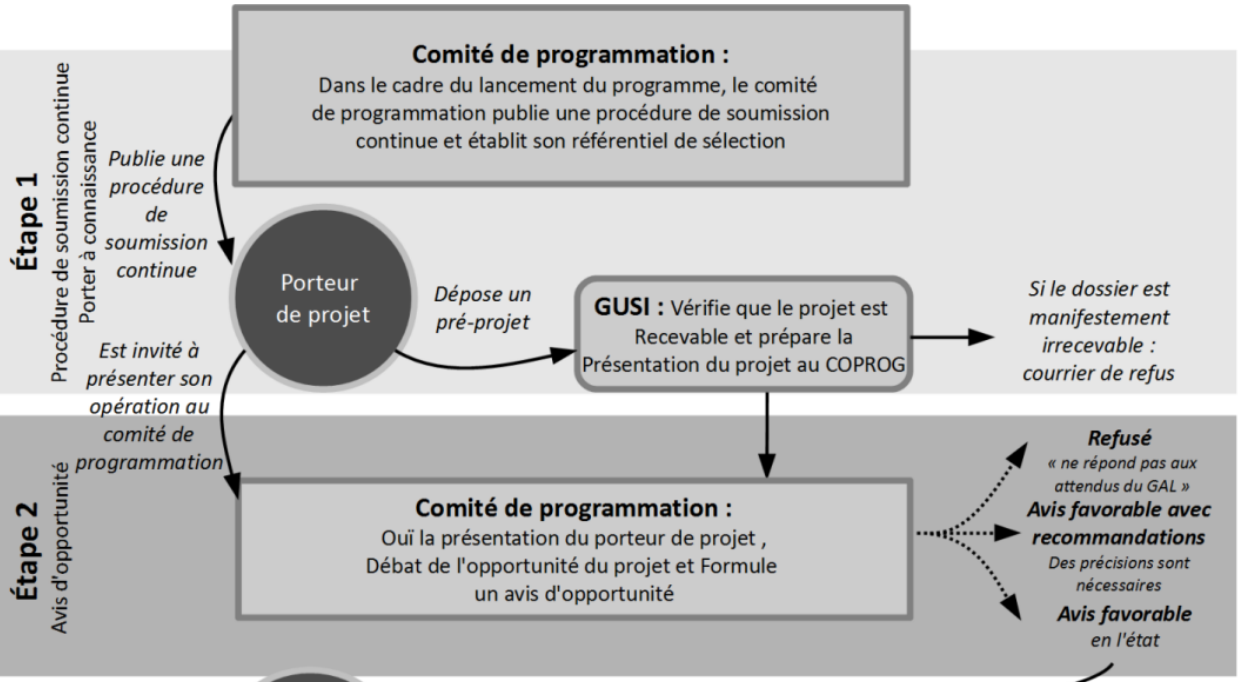 Comité de programmation :
Dans le cadre du lancement du programme, le comité
de programmation publie une procédure de soumission
continue et établit son référentiel de sélection
Étape 1
Procédure de soumission continue
Porter à connaissance
Publie une
procédure
de
soumission
continue
Porteur
de projet
Dépose un
pré-projet
GUSI : Vérifie que le projet est
Recevable et prépare la
Présentation du projet au COPROG
Si le dossier est
manifestement
irrecevable :
courrier de refus
Est invité à
présenter son
opération au
comité de
programmation
Étape 2
Avis d'opportunité
Comité de programmation :
Ouï la présentation du porteur de projet ,
Débat de l'opportunité du projet et Formule
un avis d'opportunité
Refusé
« ne répond pas aux
attendus du GAL »
Avis favorable avec
recommandations
Des précisions sont
nécessaires
Avis favorable
en l'état